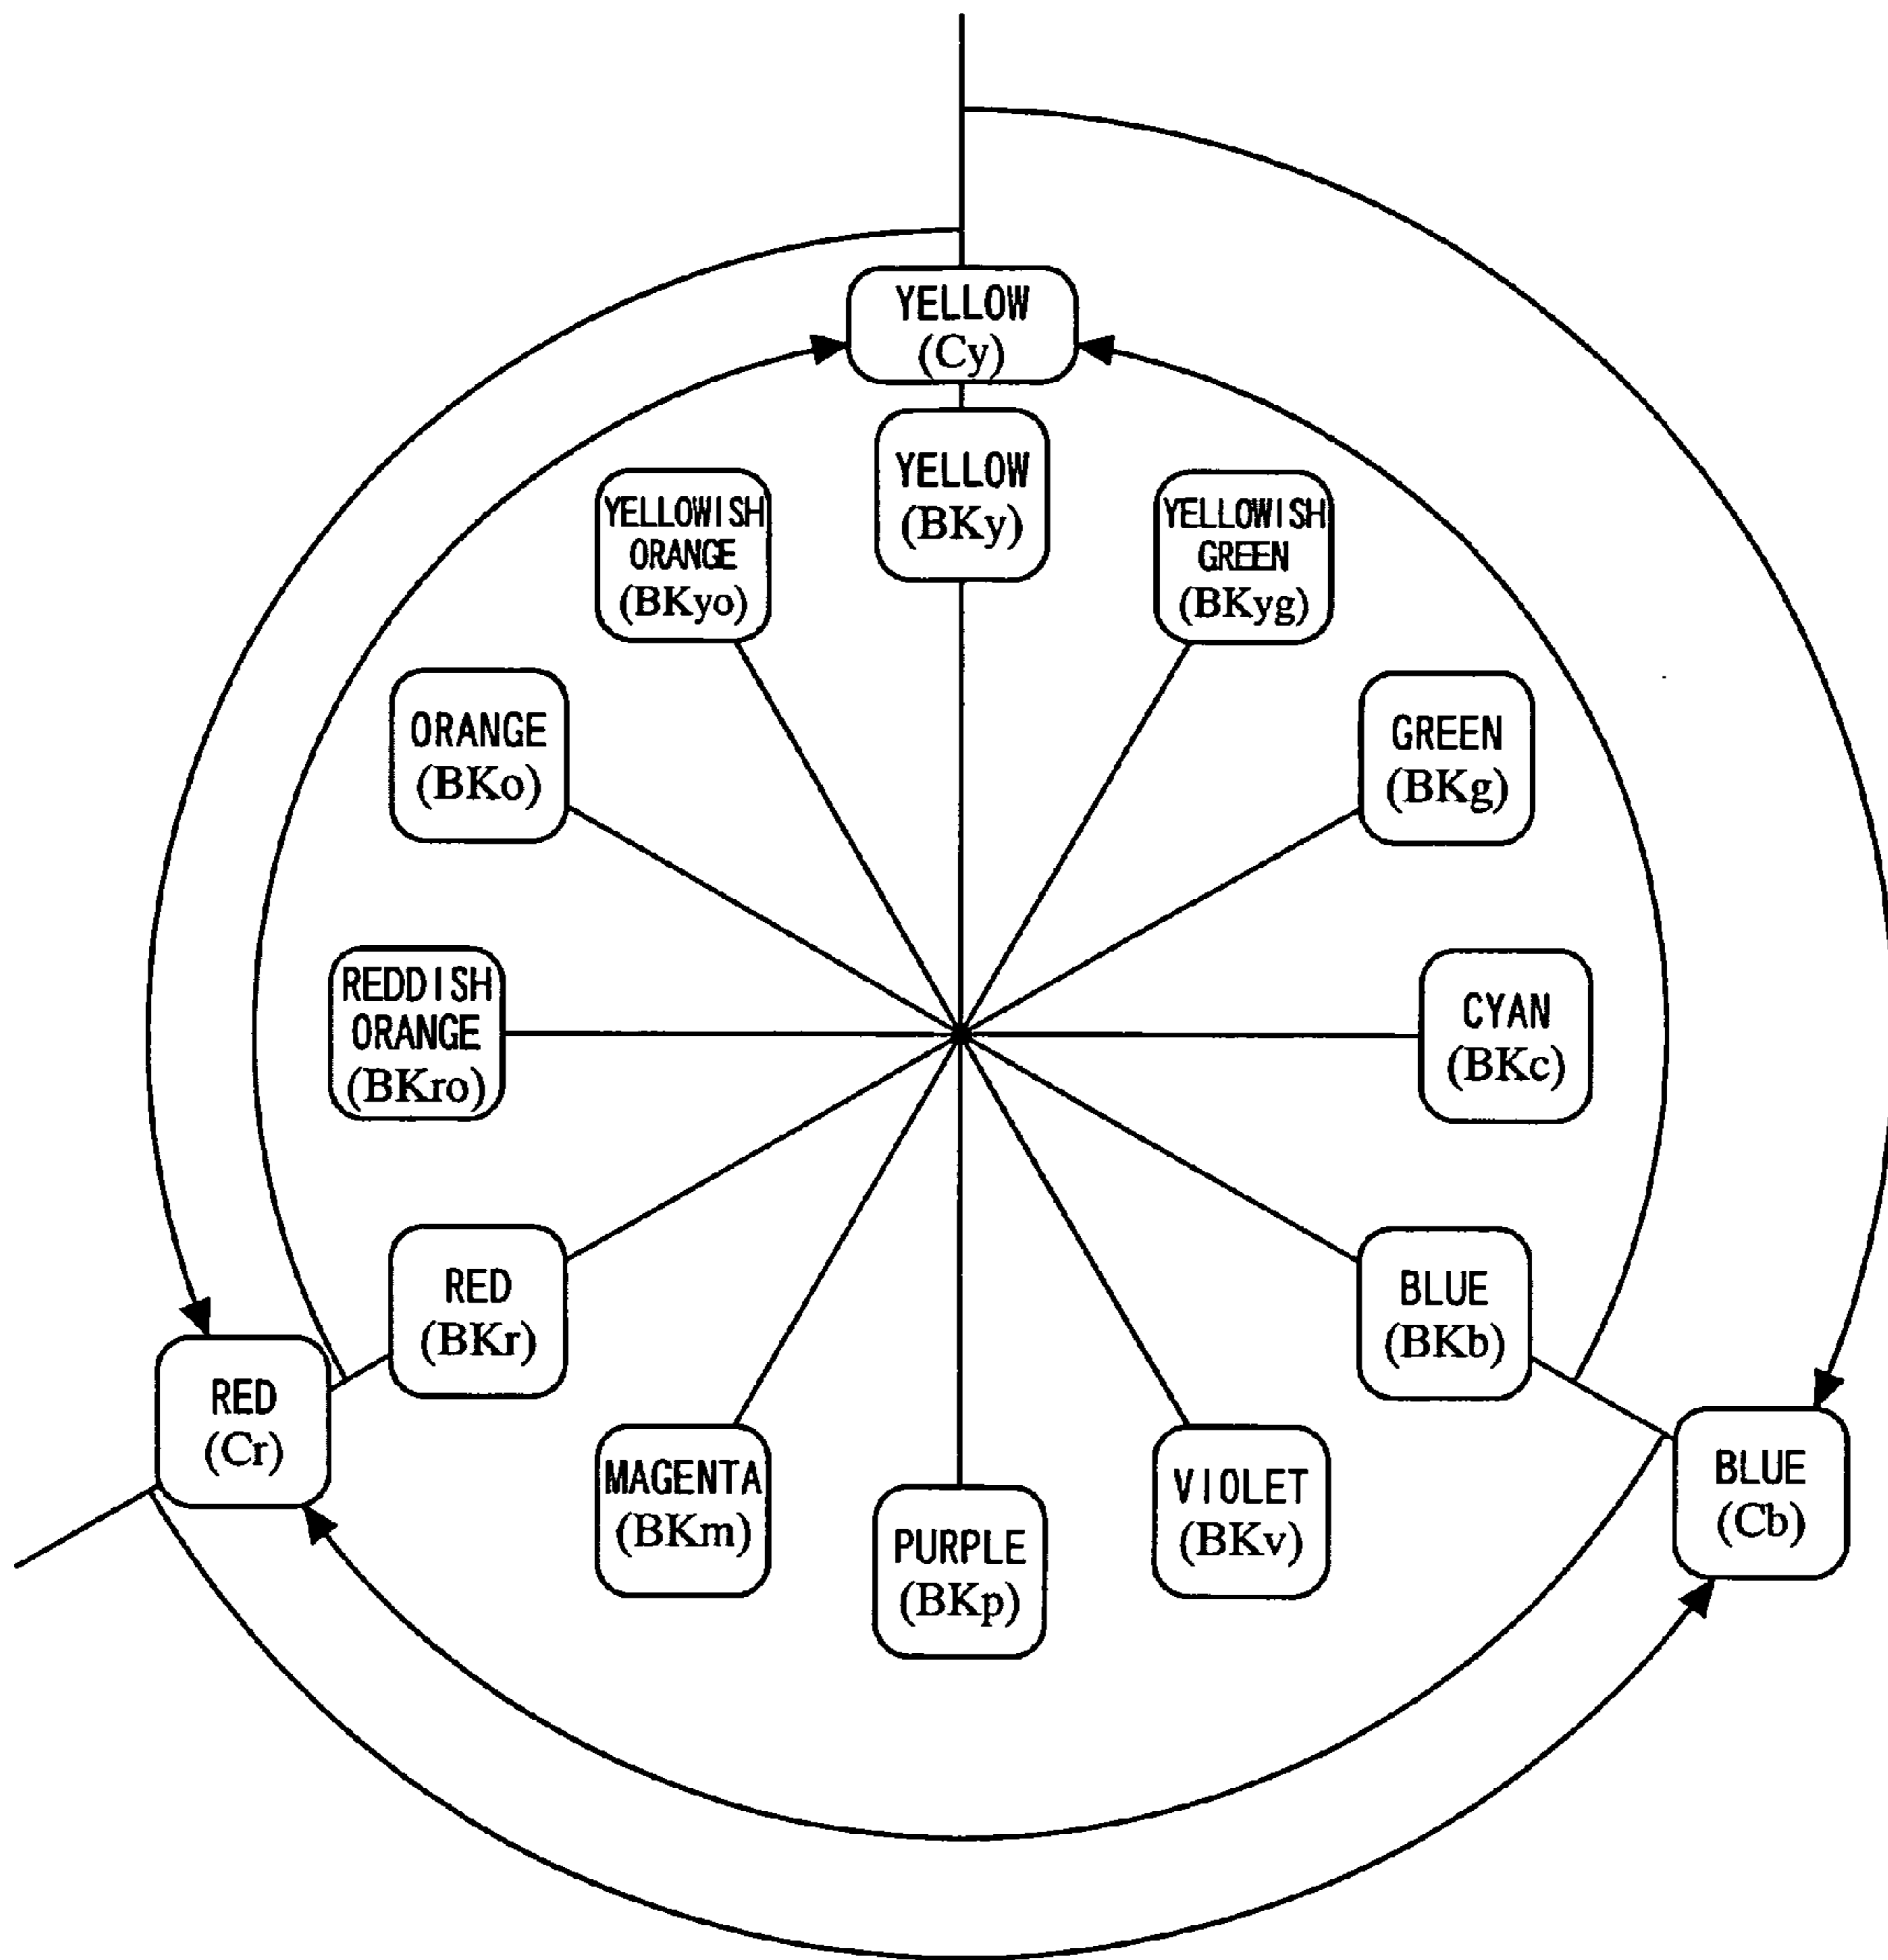 YELLOW
(Cy)
YELLOW
(BKy)
YELLOWISH
ORANGE
(BKyo)
YELLOWISH
GREEN
(BKyg)
ORANGE
(BKo)
GREEN
(BKg)
REDDISH
ORANGE
(BKro)
CYAN
(BKc)
RED
(BKr)
BLUE
(BKb)
RED
(Cr)
MAGENTA
(BKm)
PURPLE
(BKp)
VIOLET
(BKv)
BLUE
(Cb)